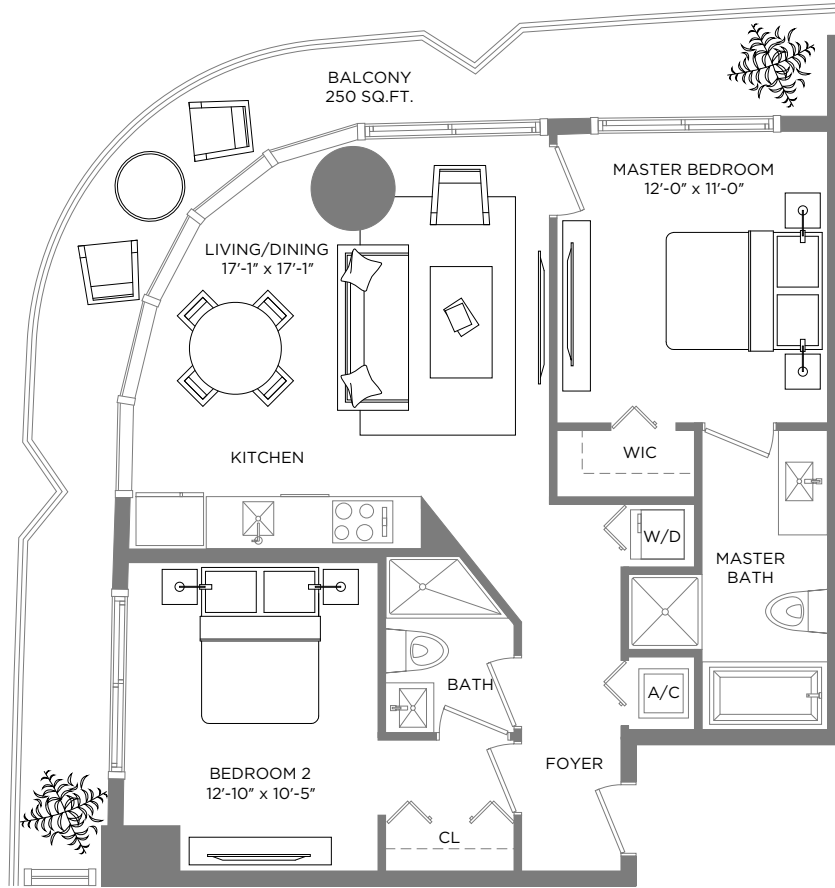 BALCONY
250 SQ.FT.
MASTER BEDROOM
12'-0" x 11'-0"
LIVING/DINING
17'-1" x 17'-1"
KITCHEN
WIC
W/D
MASTER
BATH
BATH
A/C
FOYER
BEDROOM 2
12'-10" x 10'-5"
CL